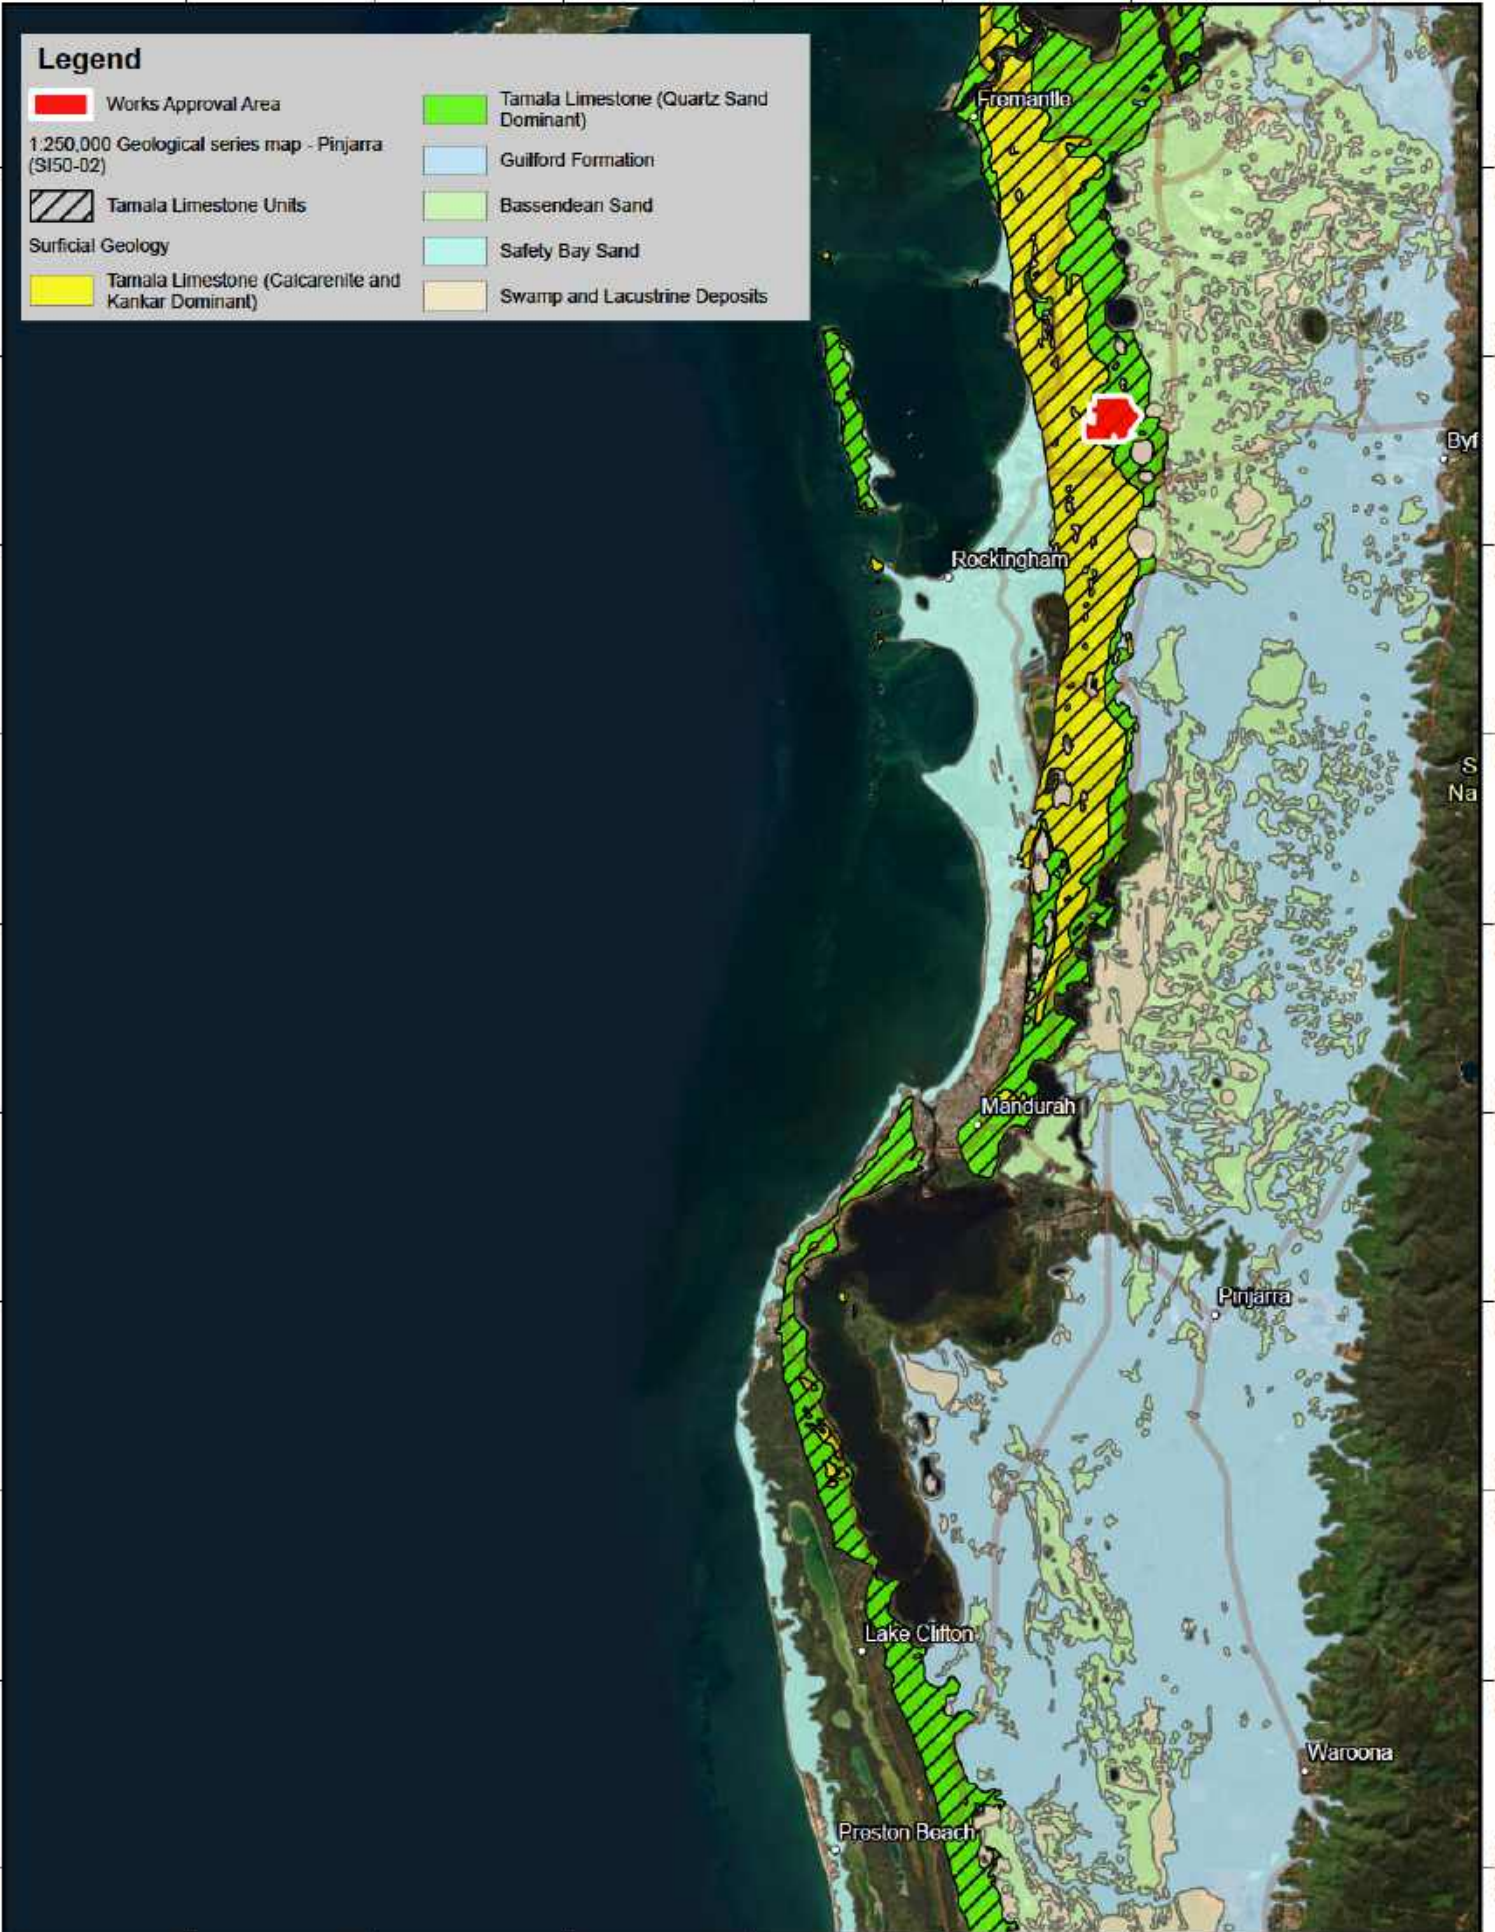 Legend
Works Approval Area
1:250,000 Geological series map - Pinjarra
(SI50-02)
Tamala Limestone Units
Surficial Geology
Tamala Limestone (Calcarenite and
Kankar Dominant)
Tamala Limestone (Quartz Sand
Dominant)
Guilford Formation
Bassendean Sand
Safety Bay Sand
Swamp and Lacustrine Deposits
Fremantle
Byf
Rockingham
S
Na
Mandurah
Pinjarra
Lake Clifton
Waroona
Preston Beach